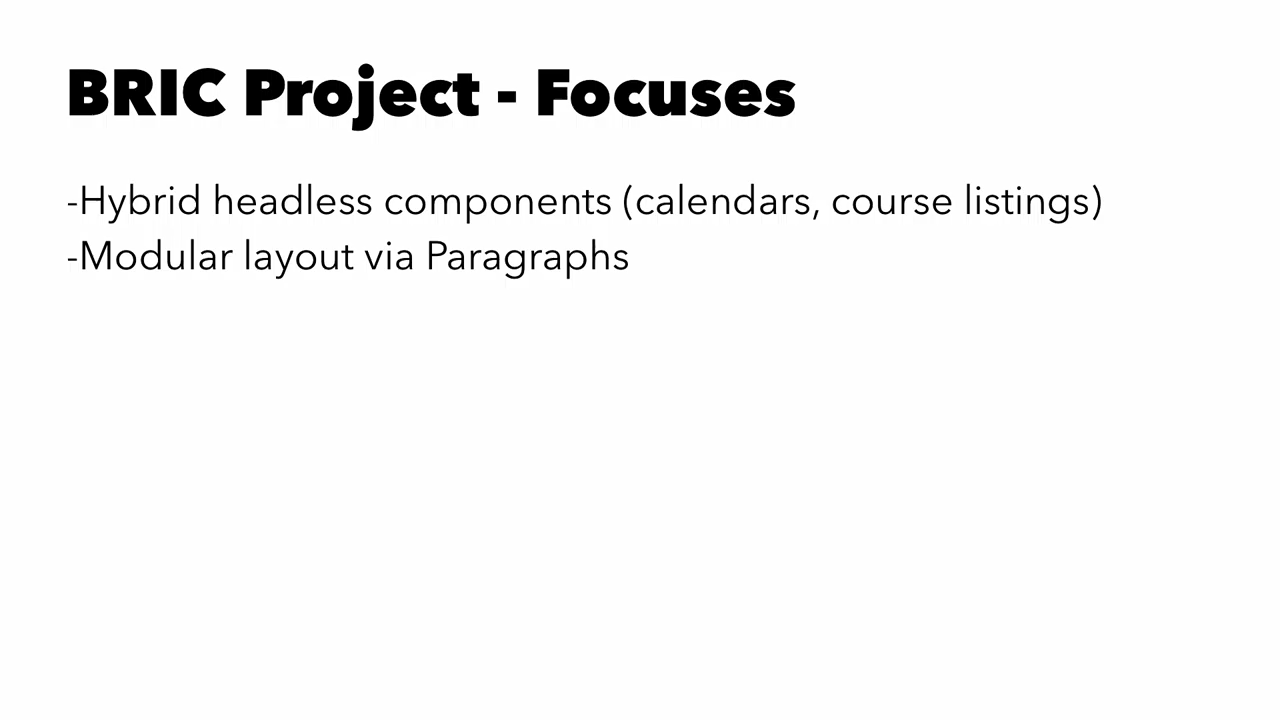 BRIC Project - Focuses
-Hybrid headless components (calendars, course listings)
-Modular layout via Paragraphs